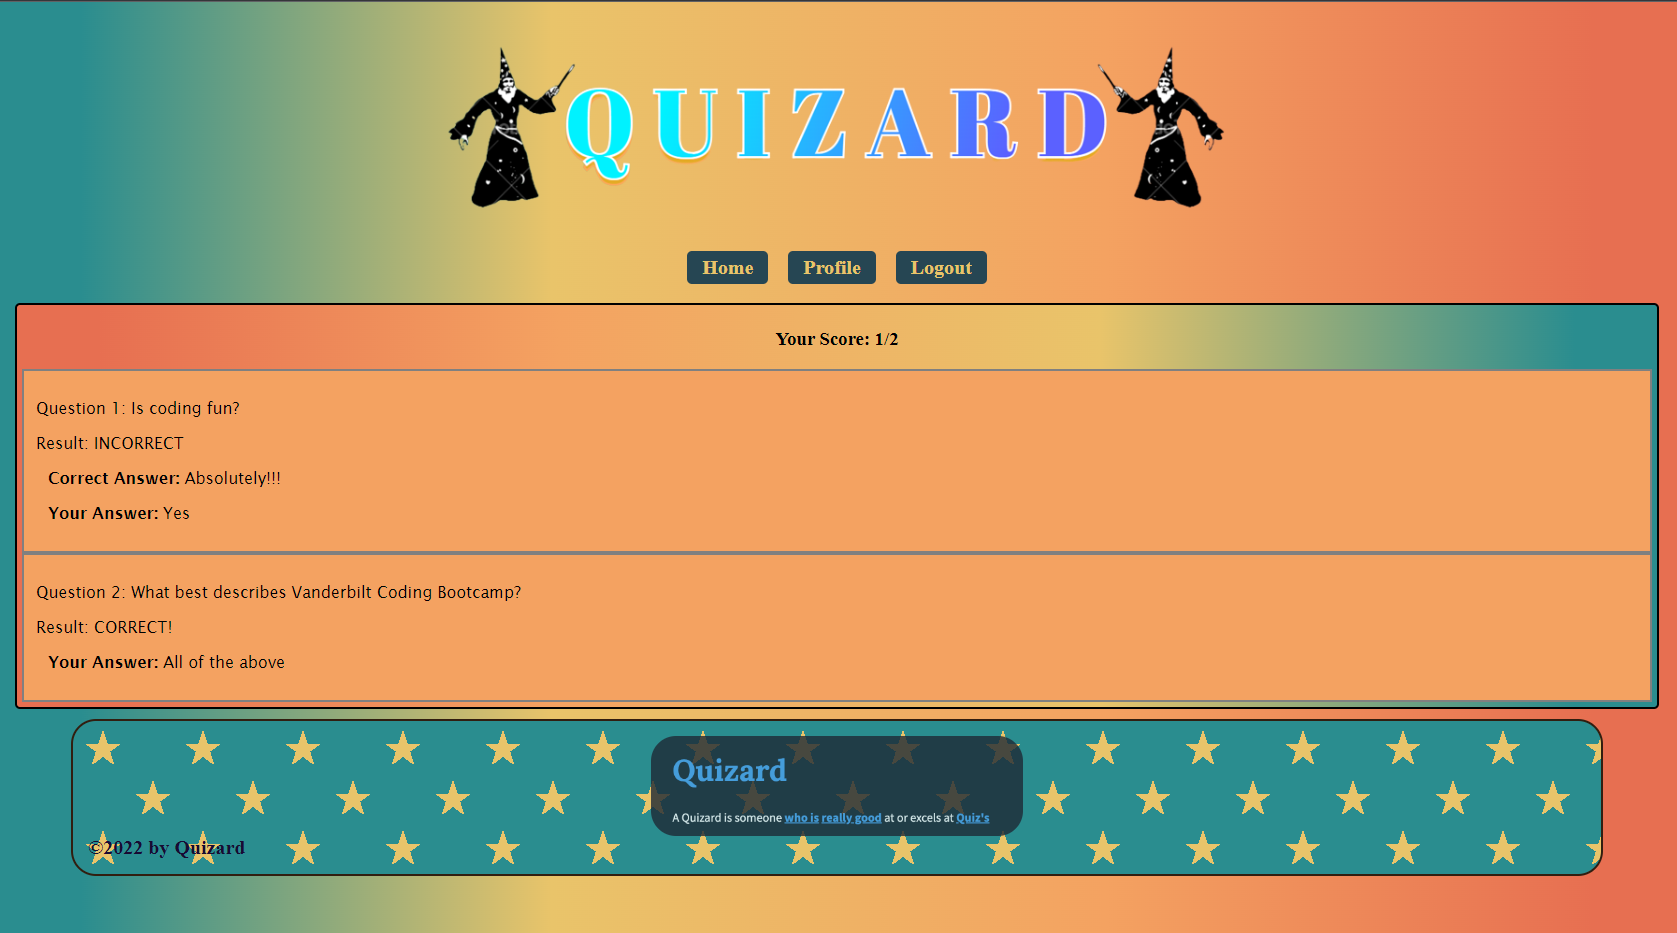 QUIZARD
Home Profile Logout
Your Score: 1/2
Question 1: Is coding fun?
Result: INCORRECT
Correct Answer: Absolutely!!!
Your Answer: Yes
Question 2: What best describes Vanderbilt Coding Bootcamp?
Result: CORRECT!
Your Answer: All of the above
Quizard
A Quizard is someone who is really good at or excels at Quiz's
©2022 by Quizard